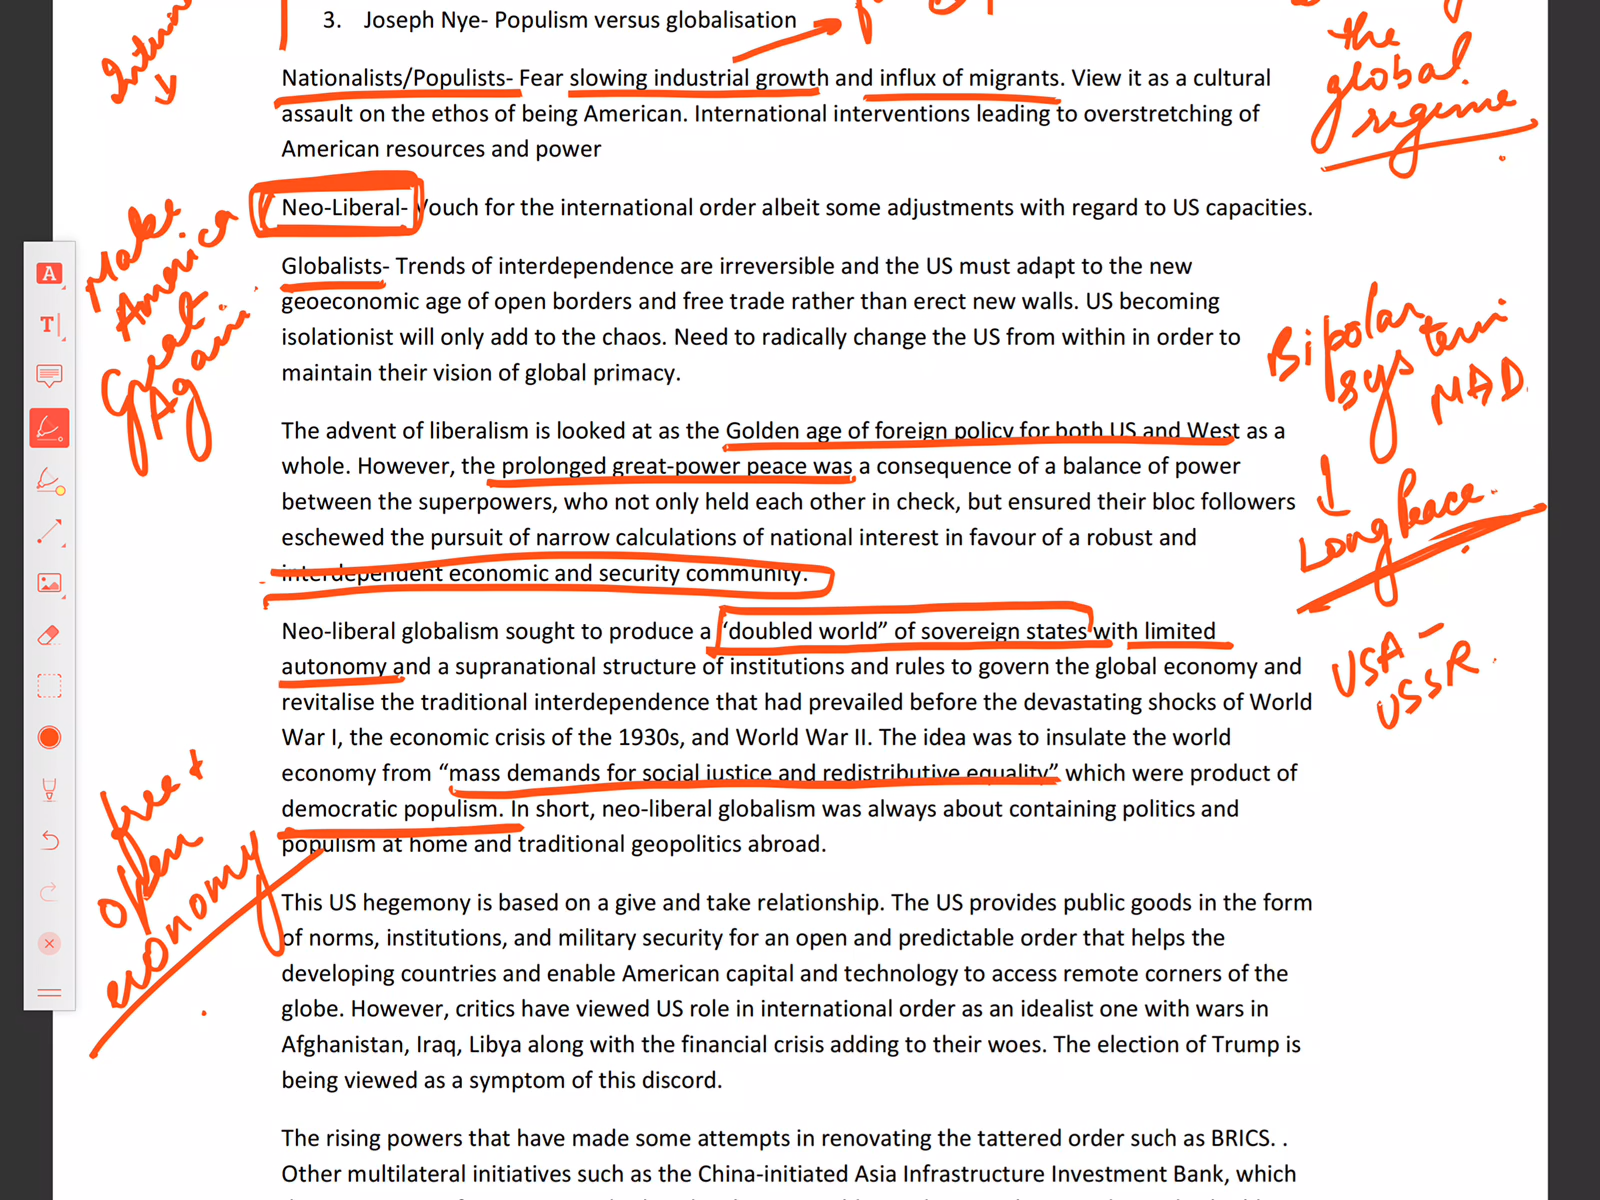 3. Joseph Nye- Populism versus globalisation
the
global
regime
Nationalists/Populists- Fear slowing industrial growth and influx of migrants. View it as a cultural
assault on the ethos of being American. International interventions leading to overstretching of
American resources and power
Make
America
Great
Again
Neo-Liberal- Vouch for the international order albeit some adjustments with regard to US capacities.
Globalists- Trends of interdependence are irreversible and the US must adapt to the new
geoeconomic age of open borders and free trade rather than erect new walls. US becoming
isolationist will only add to the chaos. Need to radically change the US from within in order to
maintain their vision of global primacy.
Bipolar
system
MAD
Long Peace
The advent of liberalism is looked at as the Golden age of foreign policy for both US and West as a
whole. However, the prolonged great-power peace was a consequence of a balance of power
between the superpowers, who not only held each other in check, but ensured their bloc followers
eschewed the pursuit of narrow calculations of national interest in favour of a robust and
interdependent economic and security community.
USA -
USSR
Neo-liberal globalism sought to produce a ‘doubled world” of sovereign states with limited
autonomy and a supranational structure of institutions and rules to govern the global economy and
revitalise the traditional interdependence that had prevailed before the devastating shocks of World
War I, the economic crisis of the 1930s, and World War II. The idea was to insulate the world
economy from “mass demands for social justice and redistributive equality” which were product of
democratic populism. In short, neo-liberal globalism was always about containing politics and
populism at home and traditional geopolitics abroad.
free +
open
economy
This US hegemony is based on a give and take relationship. The US provides public goods in the form
of norms, institutions, and military security for an open and predictable order that helps the
developing countries and enable American capital and technology to access remote corners of the
globe. However, critics have viewed US role in international order as an idealist one with wars in
Afghanistan, Iraq, Libya along with the financial crisis adding to their woes. The election of Trump is
being viewed as a symptom of this discord.
The rising powers that have made some attempts in renovating the tattered order such as BRICS. .
Other multilateral initiatives such as the China-initiated Asia Infrastructure Investment Bank, which